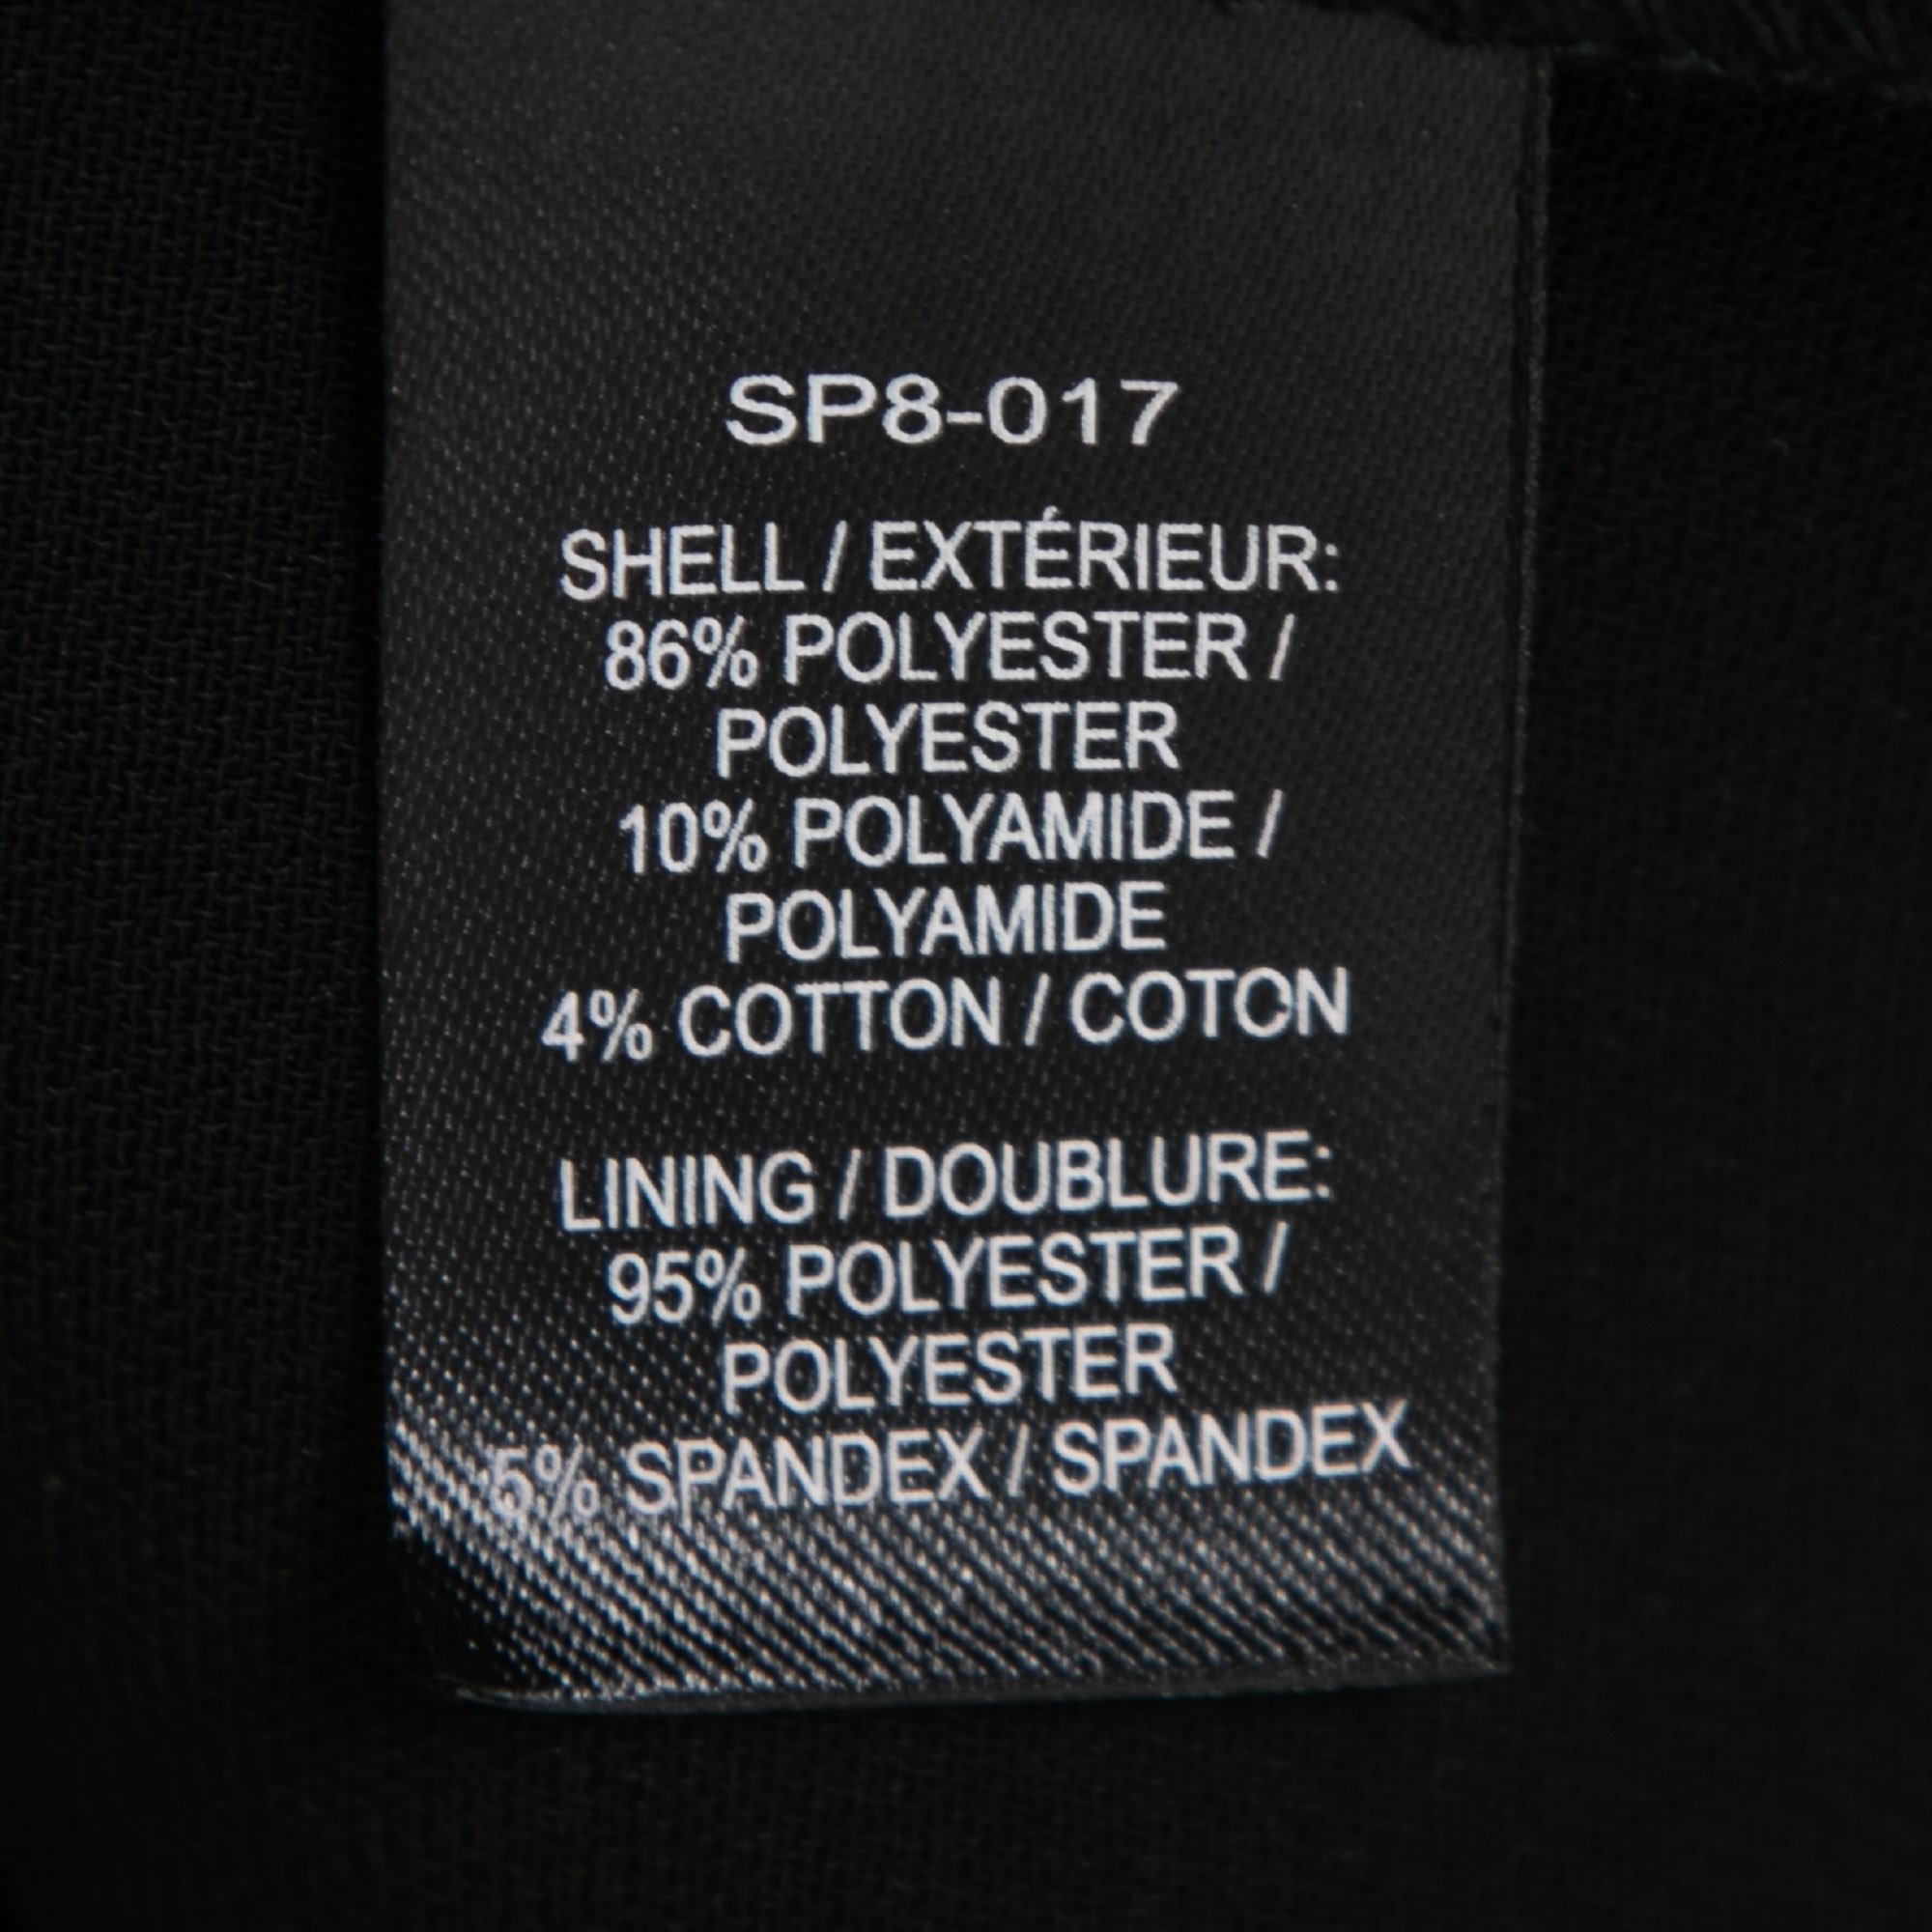 SP8-017
SHELL / EXTÉRIEUR:
86% POLYESTER /
POLYESTER
10% POLYAMIDE /
POLYAMIDE
4% COTTON / COTON
LINING / DOUBLURE:
95% POLYESTER /
POLYESTER
5% SPANDEX / SPANDEX